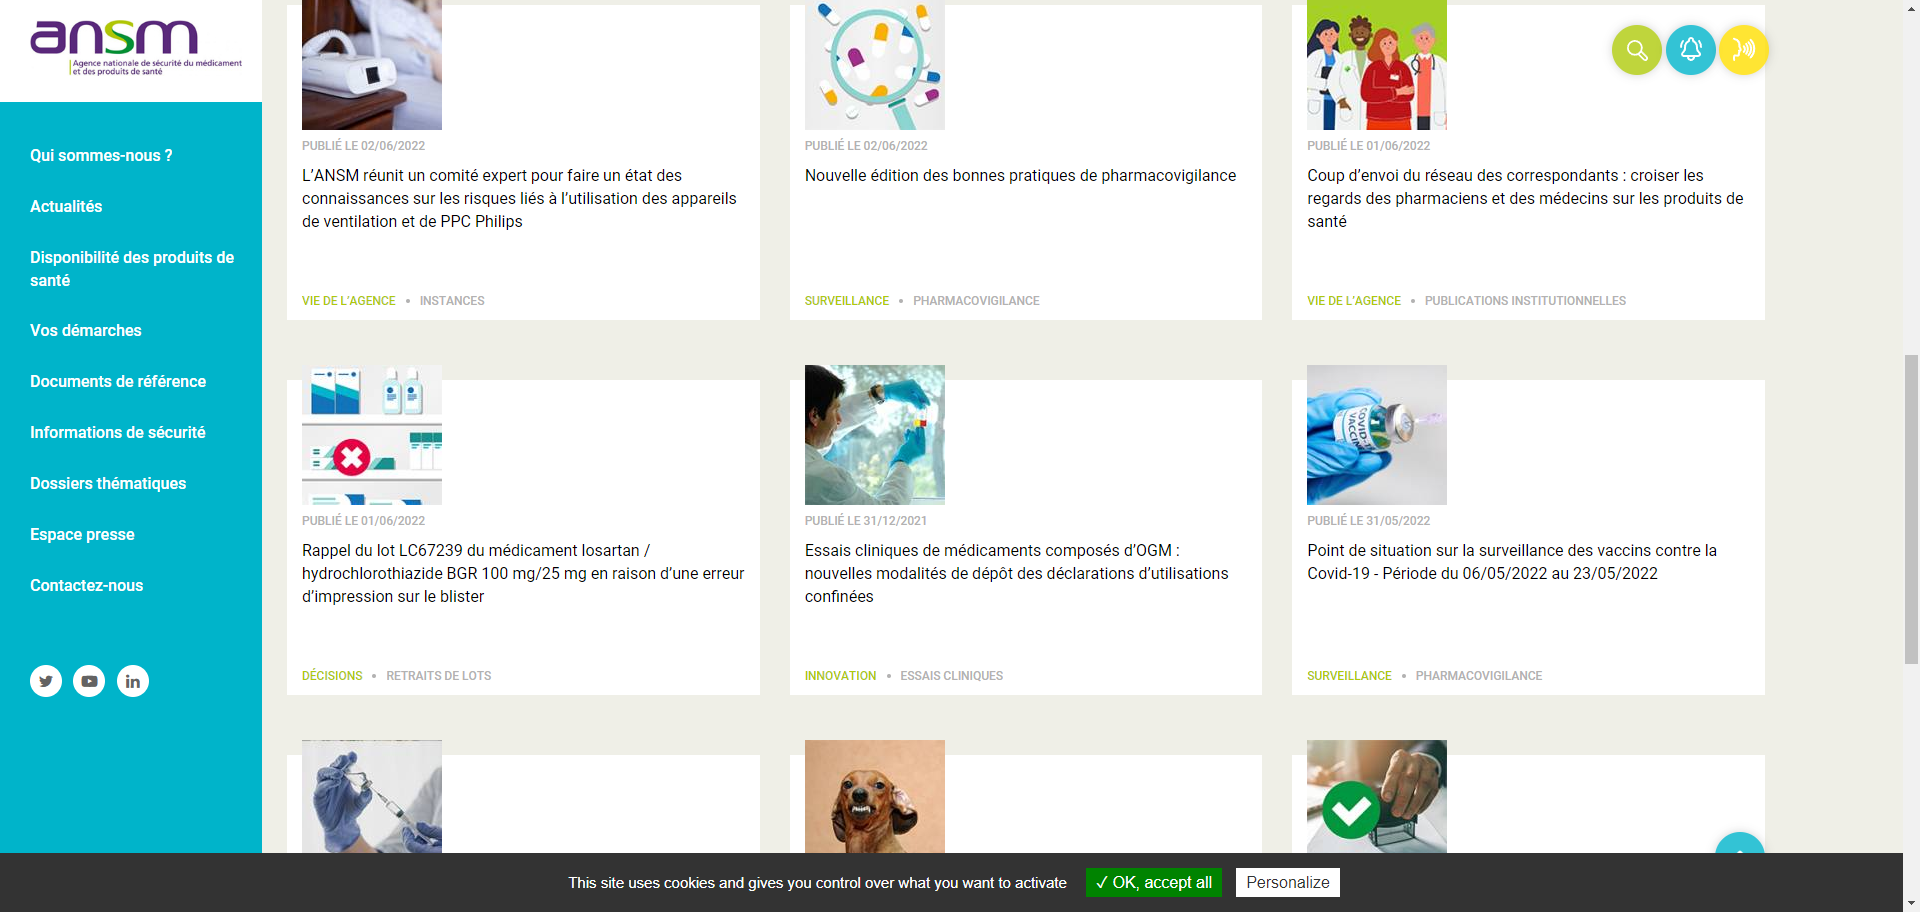 ansm
Agence nationale de sécurité du médicament
et des produits de santé
Qui sommes-nous ?
Actualités
Disponibilité des produits de
santé
Vos démarches
Documents de référence
Informations de sécurité
Dossiers thématiques
Espace presse
Contactez-nous
PUBLIÉ LE 02/06/2022
L’ANSM réunit un comité expert pour faire un état des
connaissances sur les risques liés à l’utilisation des appareils
de ventilation et de PPC Philips
VIE DE L’AGENCE • INSTANCES
PUBLIÉ LE 02/06/2022
Nouvelle édition des bonnes pratiques de pharmacovigilance
SURVEILLANCE • PHARMACOVIGILANCE
PUBLIÉ LE 01/06/2022
Coup d’envoi du réseau des correspondants : croiser les
regards des pharmaciens et des médecins sur les produits de
santé
VIE DE L’AGENCE • PUBLICATIONS INSTITUTIONNELLES
PUBLIÉ LE 01/06/2022
Rappel du lot LC67239 du médicament losartan /
hydrochlorothiazide BGR 100 mg/25 mg en raison d’une erreur
d’impression sur le blister
DÉCISIONS • RETRAITS DE LOTS
PUBLIÉ LE 31/12/2021
Essais cliniques de médicaments composés d’OGM :
nouvelles modalités de dépôt des déclarations d’utilisations
confinées
INNOVATION • ESSAIS CLINIQUES
COVID-
VACCIN
PUBLIÉ LE 31/05/2022
Point de situation sur la surveillance des vaccins contre la
Covid-19 - Période du 06/05/2022 au 23/05/2022
SURVEILLANCE • PHARMACOVIGILANCE
This site uses cookies and gives you control over what you want to activate
✓ OK, accept all
Personalize